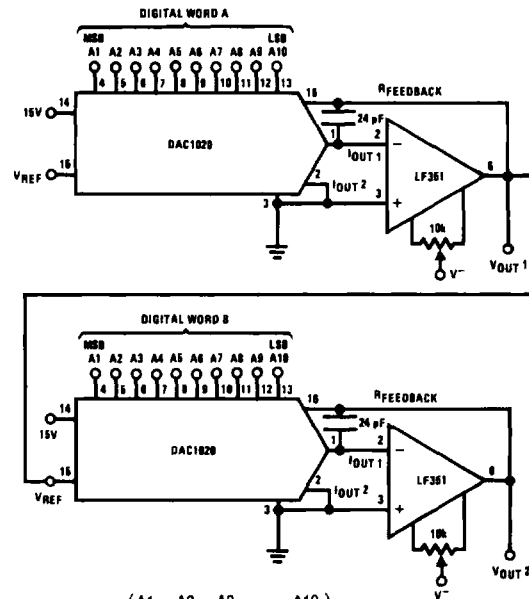 DIGITAL WORD A
MSB LSB
A1 A2 A3 A4 A5 A6 A7 A8 A9 A10
4 5 6 7 8 9 10 11 12 13
16 RFEEDBACK
15V 14
24 pF
DAC1020
1 IOUT 1 2
LF351 6
VREF 15
2 IOUT 2
3 3
10k
V− VOUT 1
DIGITAL WORD B
MSB LSB
A1 A2 A3 A4 A5 A6 A7 A8 A9 A10
4 5 6 7 8 9 10 11 12 13
16 RFEEDBACK
14
15V
24 pF
DAC1020
1 IOUT 1 2
LF351 6
15
VREF
2 IOUT 2
3 3
10k
V− VOUT 2